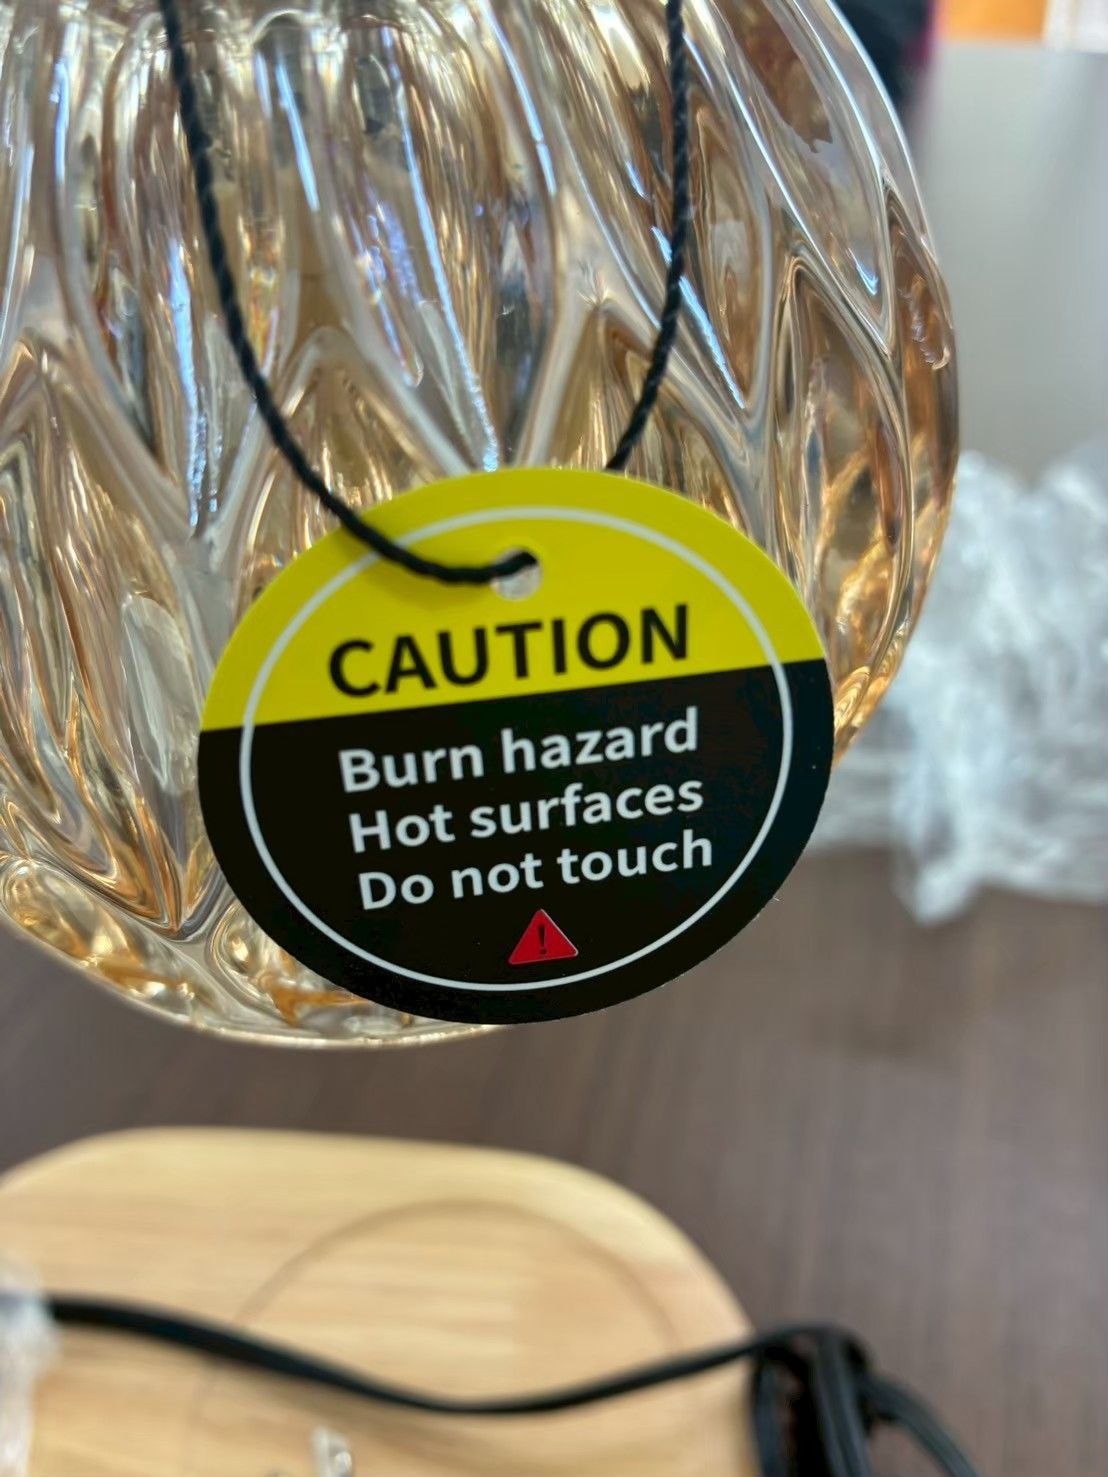 CAUTION
Burn hazard
Hot surfaces
Do not touch
!